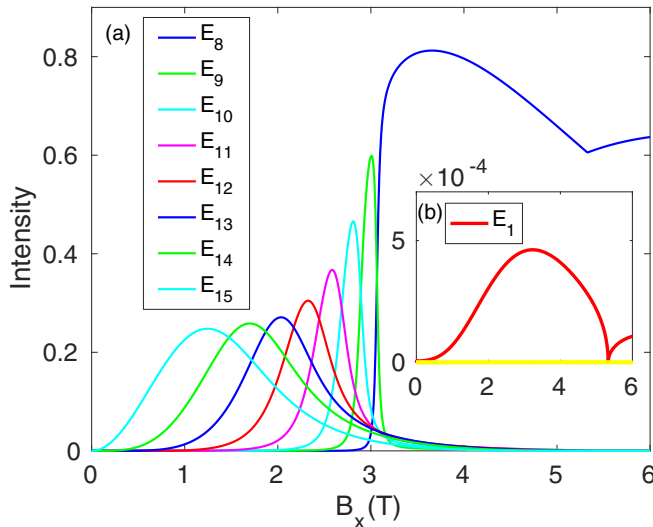 (a)
E8
E9
E10
E11
E12
E13
E14
E15
Intensity
0.8
0.6
0.4
0.2
0
0 1 2 3 4 5 6
Bx(T)
× 10-4
(b)
E1
5
0
0 2 4 6